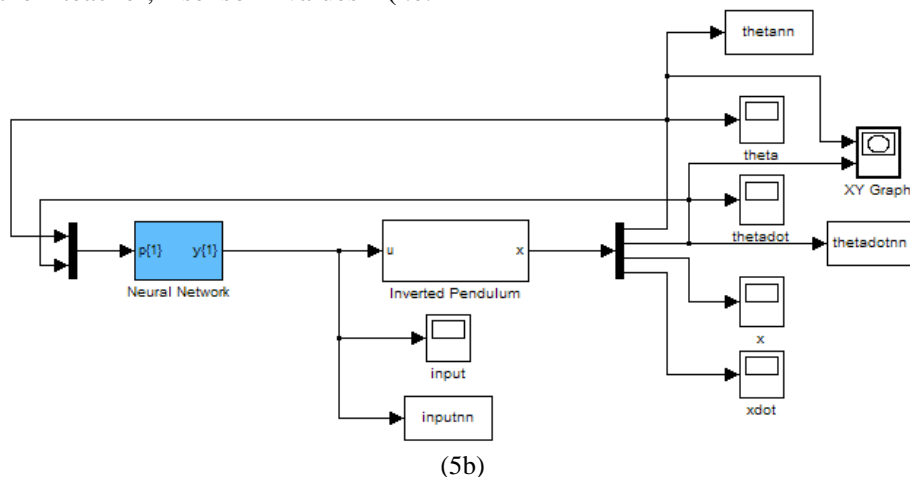 thetann
theta
XY Graph
thetadot
thetadotnn
p{1} y{1}
Neural Network
u x
Inverted Pendulum
input
x
inputnn
xdot
(5b)